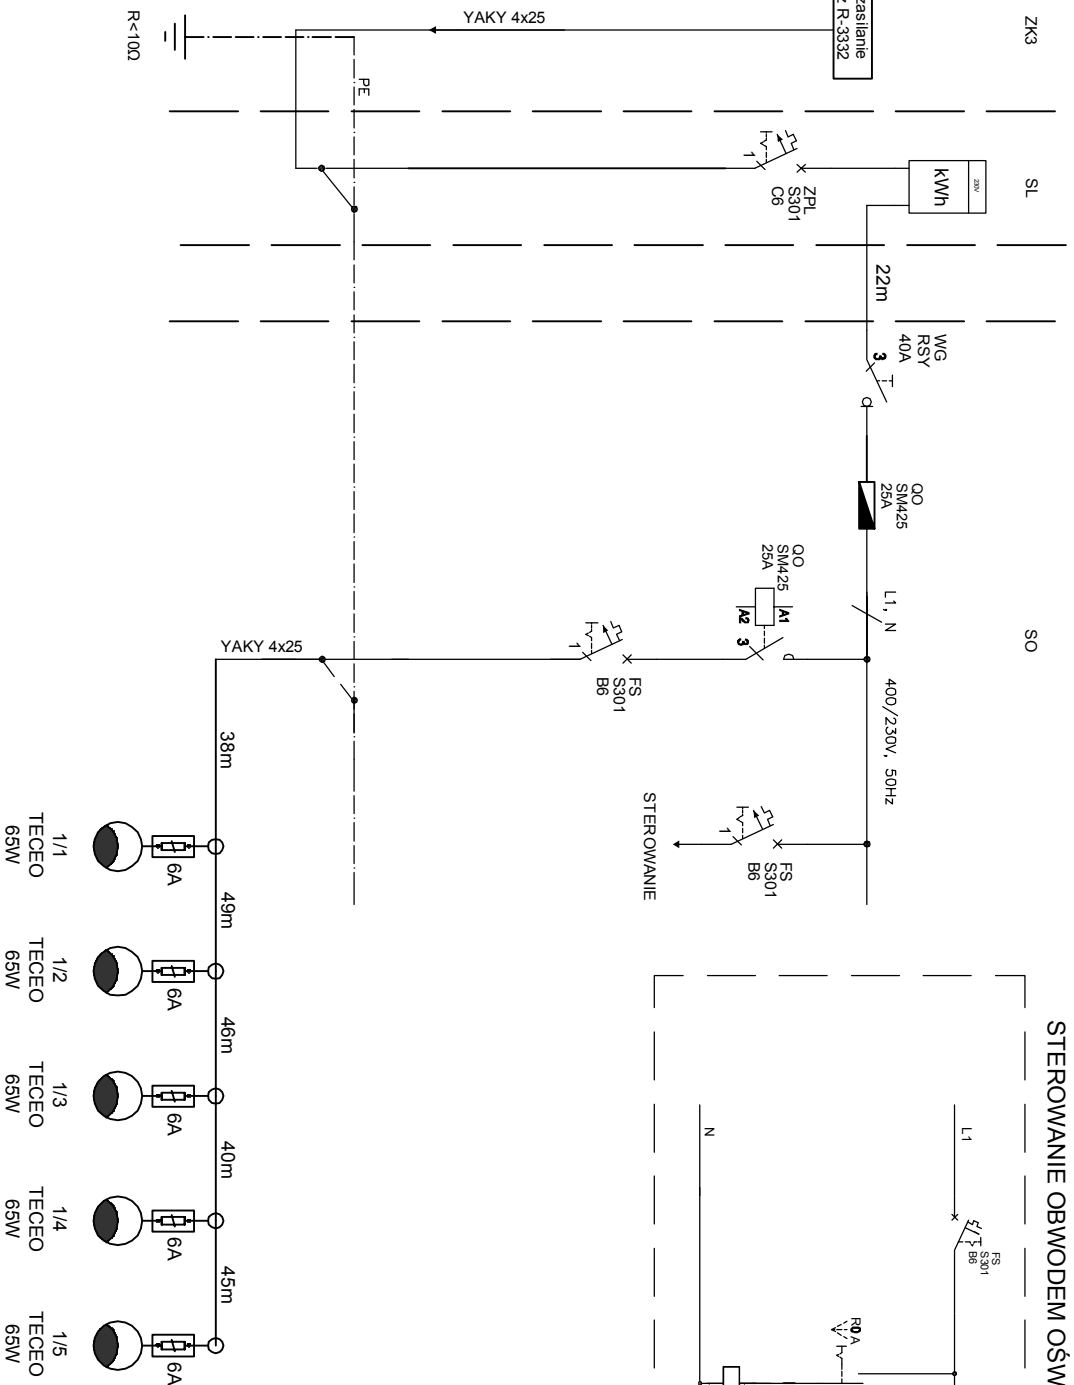 ZK3
zasilanie
z R-3332
YAKY 4x25
PE
R<10Ω
SL
230V
kWh
ZPL
S301
C6
1
22m
SO
WG
RSY
40A
3
QO
SM425
25A
L1, N
400/230V, 50Hz
QO
SM425
25A
A1
A2
3
FS
S301
B6
1
YAKY 4x25
FS
S301
B6
1
STEROWANIE
38m
49m
46m
40m
45m
6A
6A
6A
6A
6A
1/1
TECEO
65W
1/2
TECEO
65W
1/3
TECEO
65W
1/4
TECEO
65W
1/5
TECEO
65W
STEROWANIE OBWODEM OŚW
L1
FS
S301
B6
N